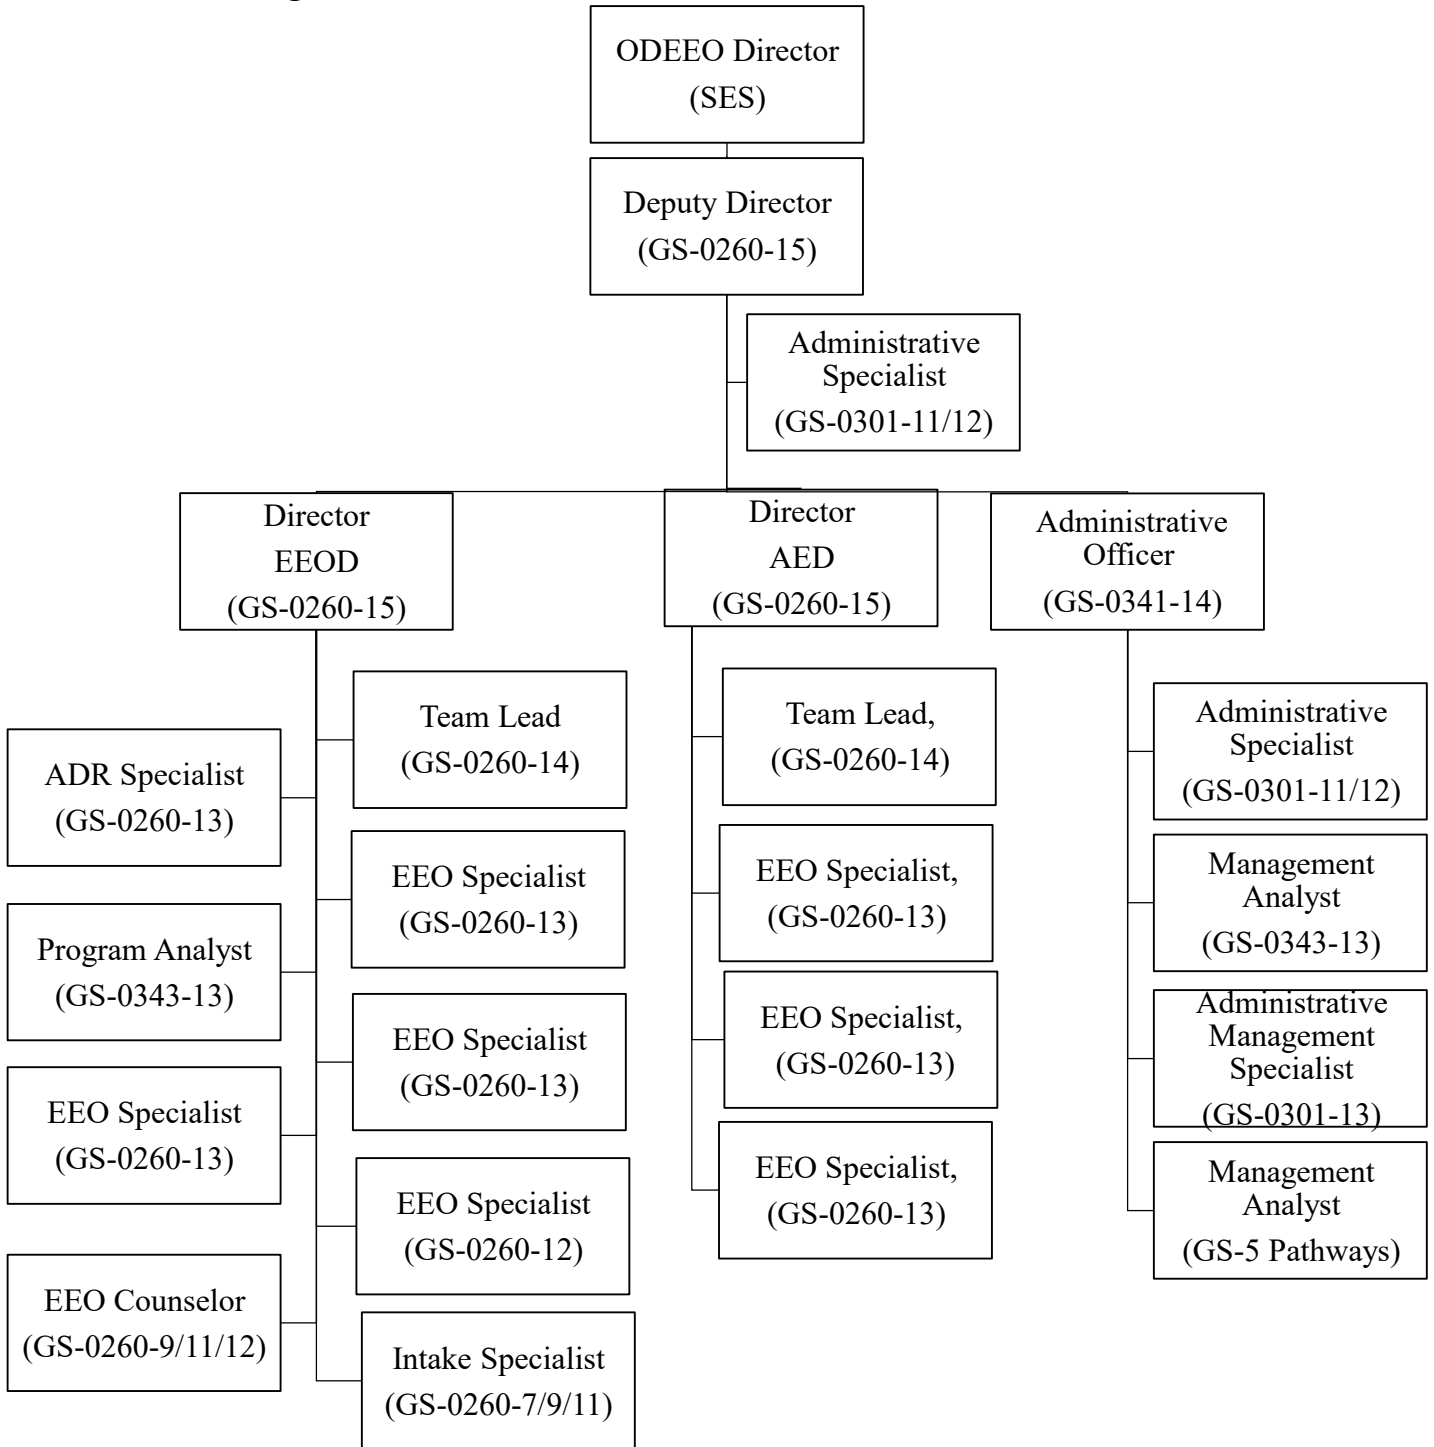 ODEEO Director
(SES)
Deputy Director
(GS-0260-15)
Administrative
Specialist
(GS-0301-11/12)
Director
EEOD
(GS-0260-15)
Director
AED
(GS-0260-15)
Administrative
Officer
(GS-0341-14)
ADR Specialist
(GS-0260-13)
Program Analyst
(GS-0343-13)
EEO Specialist
(GS-0260-13)
EEO Counselor
(GS-0260-9/11/12)
Team Lead
(GS-0260-14)
EEO Specialist
(GS-0260-13)
EEO Specialist
(GS-0260-13)
EEO Specialist
(GS-0260-12)
Intake Specialist
(GS-0260-7/9/11)
Team Lead,
(GS-0260-14)
EEO Specialist,
(GS-0260-13)
EEO Specialist,
(GS-0260-13)
EEO Specialist,
(GS-0260-13)
Administrative
Specialist
(GS-0301-11/12)
Management
Analyst
(GS-0343-13)
Administrative
Management
Specialist
(GS-0301-13)
Management
Analyst
(GS-5 Pathways)